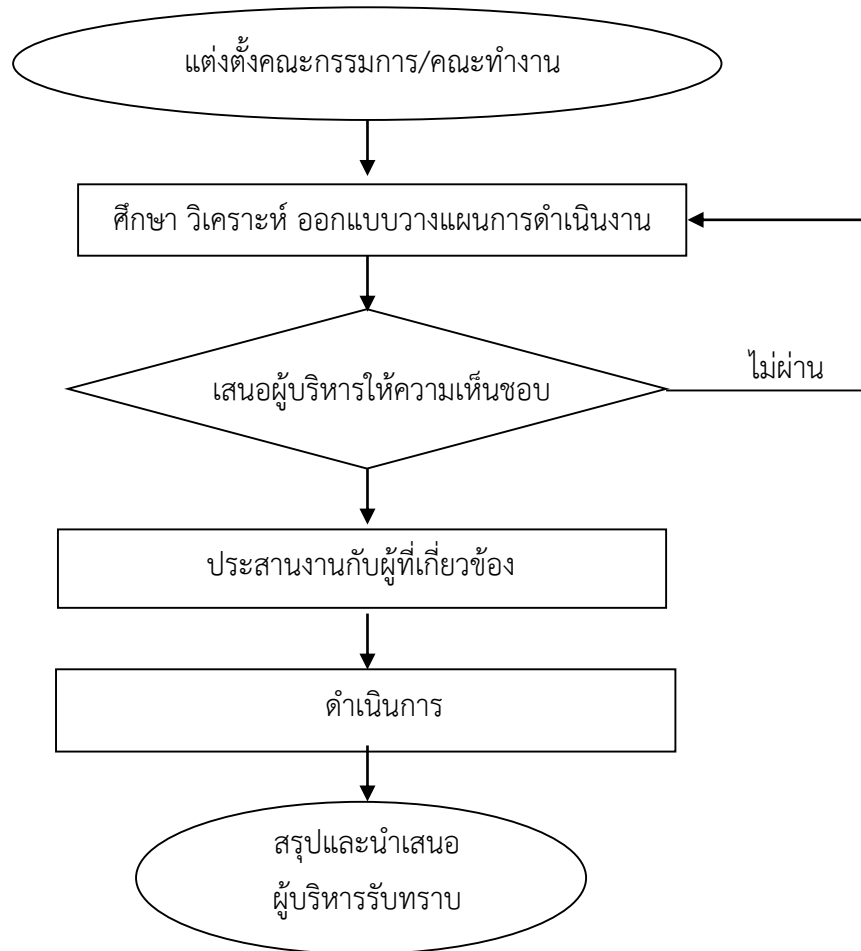 แต่งตั้งคณะกรรมการ/คณะทำงาน
ศึกษา วิเคราะห์ ออกแบบวางแผนการดำเนินงาน
เสนอผู้บริหารให้ความเห็นชอบ
ไม่ผ่าน
ประสานงานกับผู้ที่เกี่ยวข้อง
ดำเนินการ
สรุปและนำเสนอ
ผู้บริหารรับทราบ